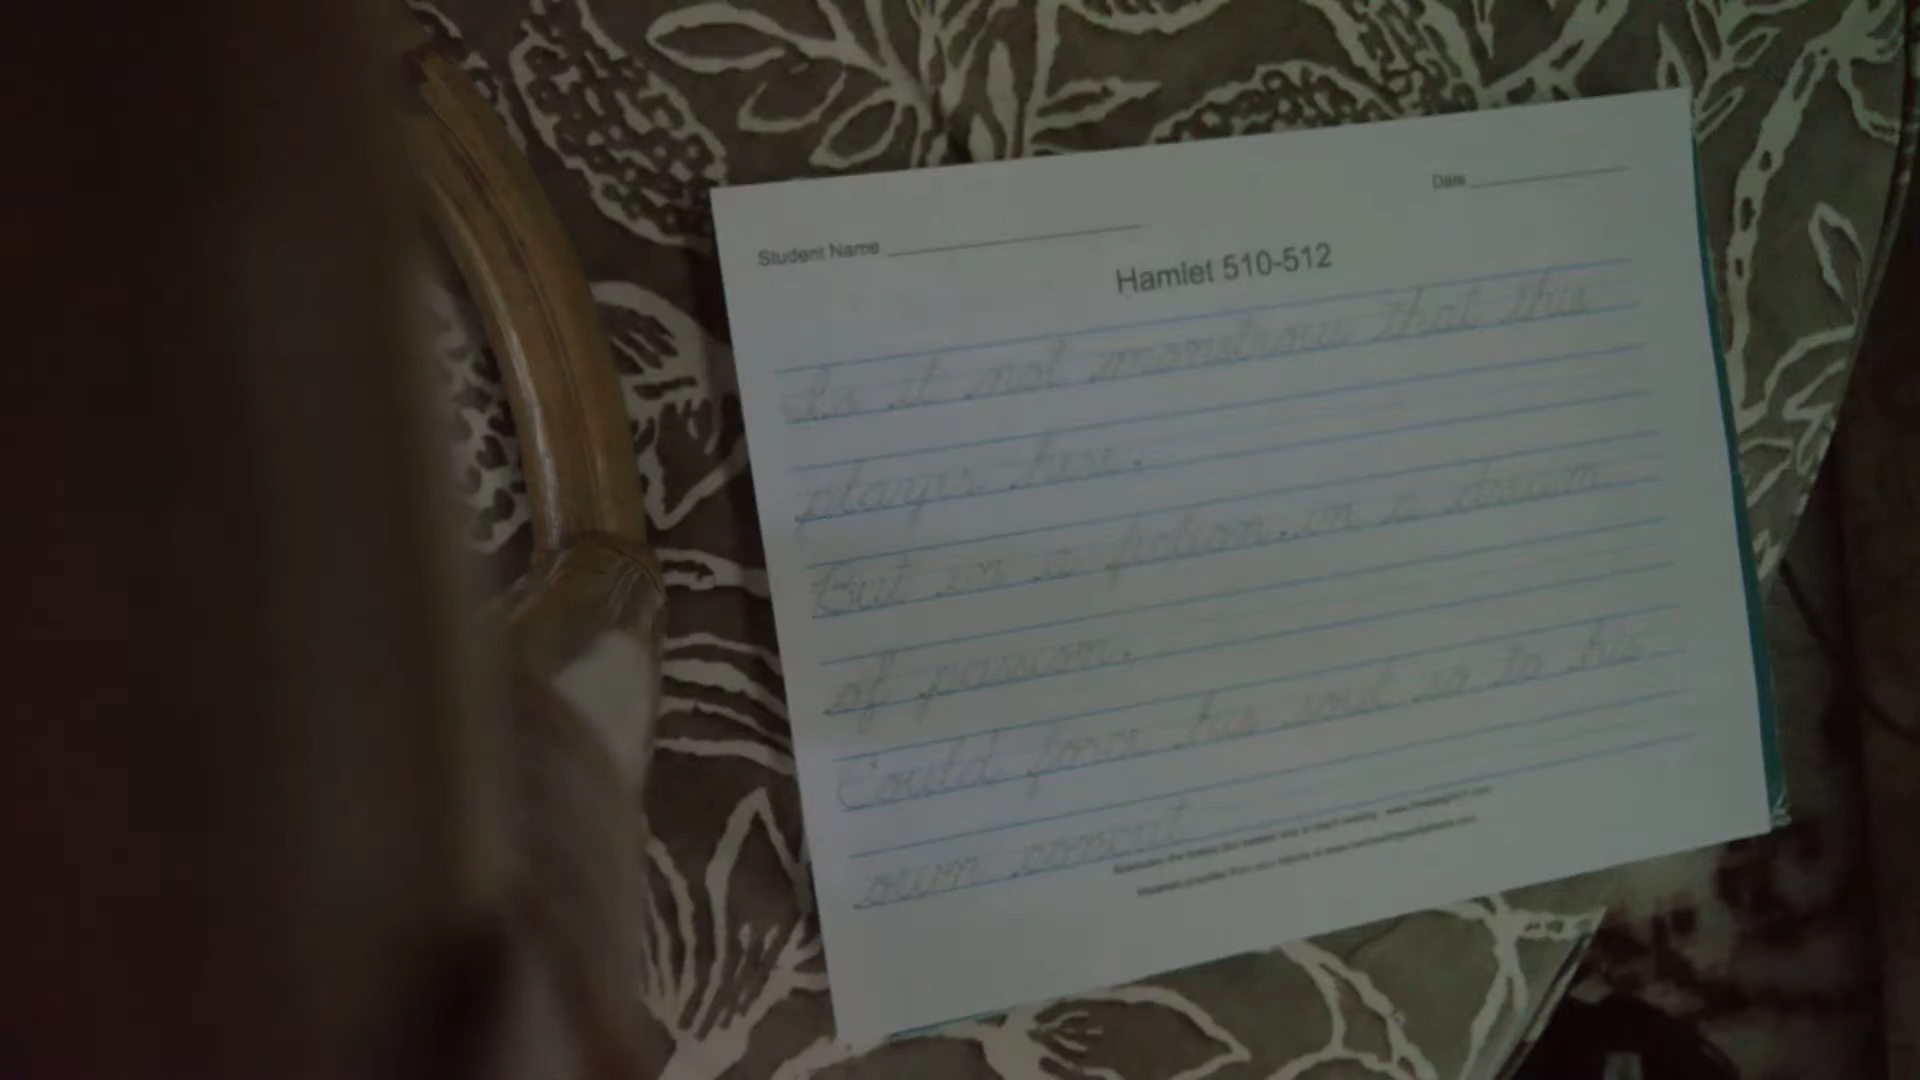 Student Name
Date
Hamlet 510-512
Is it not monstrous that this
player here,
But in a fiction, in a dream
of passion,
Could force his soul so to his
own conceit